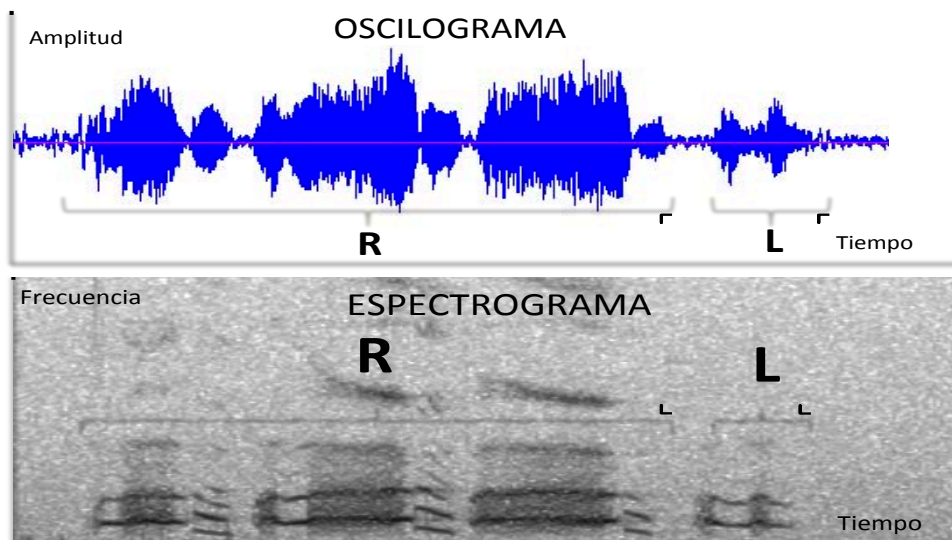 OSCILOGRAMA
Amplitud
R
L
Tiempo
Frecuencia
ESPECTROGRAMA
R
L
Tiempo